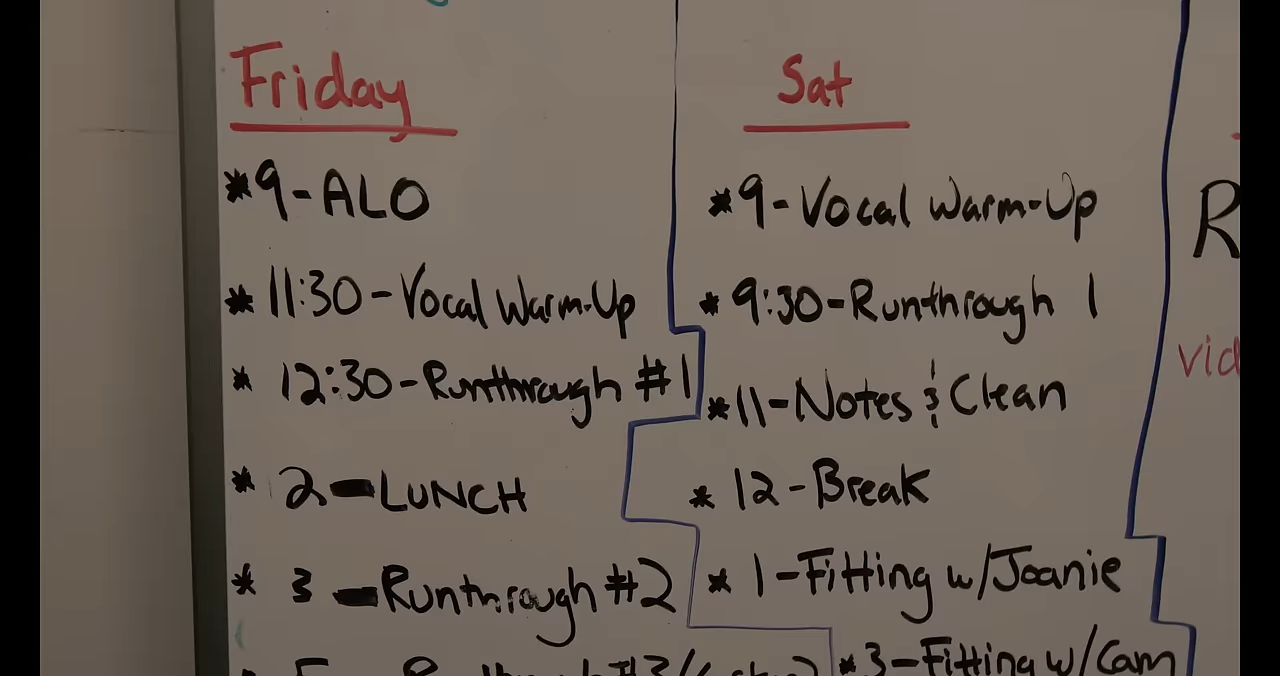 Friday
*9-ALO
*11:30-Vocal Warm-Up
*12:30-Runthrough #1
*2-LUNCH
*3-Runthrough #2
Sat
*9-Vocal Warm-Up
*9:30-Runthrough 1
*11-Notes & Clean
*12-Break
*1-Fitting w/Joanie
*3-Fitting w/Cam
R
vid